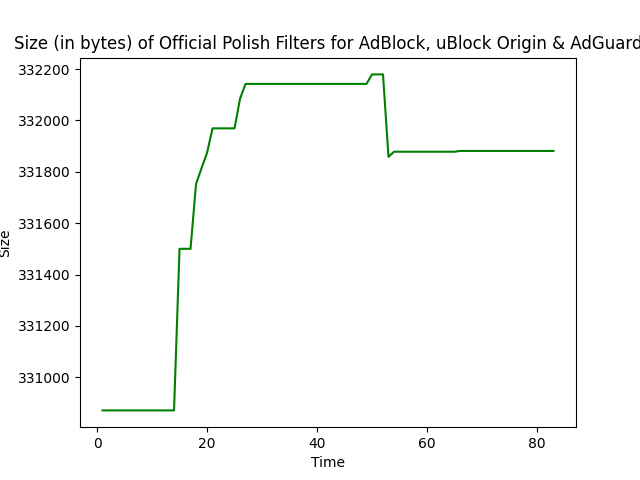 Size (in bytes) of Official Polish Filters for AdBlock, uBlock Origin & AdGuard
332200
332000
331800
331600
331400
331200
331000
Size
0 20 40 60 80
Time